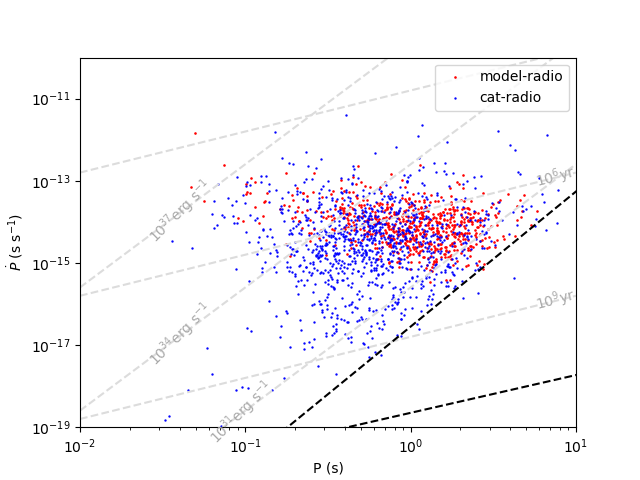 model-radio
cat-radio
10^37 erg s^−1
10^34 erg s^−1
10^31 erg s^−1
10^6 yr
10^9 yr
10^−11
10^−13
10^−15
10^−17
10^−19
Ṗ (s s^−1)
10^−2
10^−1
10^0
10^1
P (s)